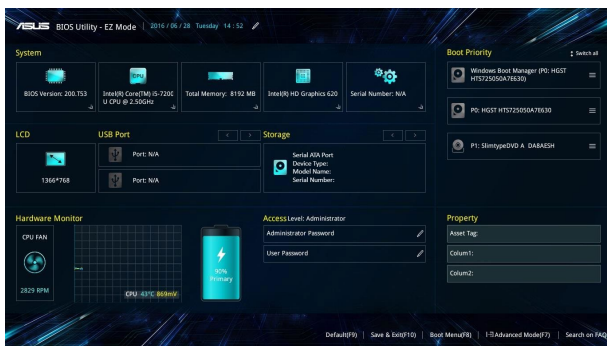 ASUS BIOS Utility - EZ Mode 2016 / 06 / 28 Tuesday 14 : 52
System
BIOS Version: 200.T53
Intel(R) Core(TM) i5-7200
U CPU @ 2.50GHz
Total Memory: 8192 MB
Intel(R) HD Graphics 620
Serial Number: N/A
CPU
Boot Priority
Switch all
Windows Boot Manager (P0: HGST
HTS725050A7E630)
P0: HGST HTS725050A7E630
P1: SlimtypeDVD A DA8AESH
LCD
1366*768
USB Port
Port: N/A
Port: N/A
Storage
Serial ATA Port
Device Type:
Model Name:
Serial Number:
Hardware Monitor
CPU FAN
2829 RPM
CPU 43°C 869mV
90%
Primary
Access Level: Administrator
Administrator Password
User Password
Property
Asset Tag:
Colum1:
Colum2:
Default(F9) Save & Exit(F10) Boot Menu(F8) Advanced Mode(F7) Search on FAQ